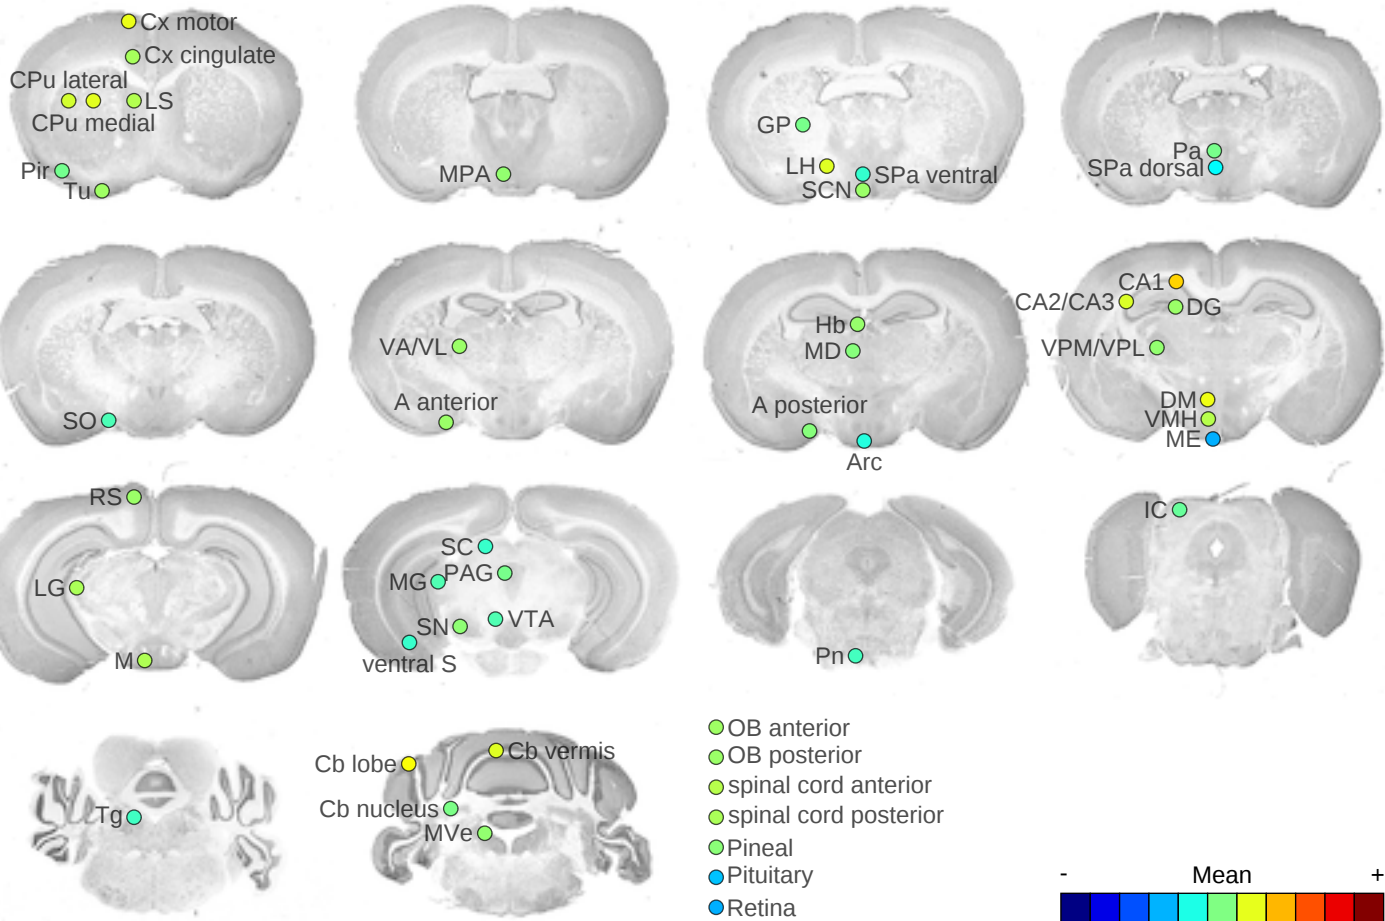 Cx motor
Cx cingulate
CPu lateral
LS
CPu medial
Pir
Tu
MPA
GP
LH
SPa ventral
SCN
Pa
SPa dorsal
SO
VA/VL
A anterior
Hb
MD
A posterior
Arc
CA1
CA2/CA3
DG
VPM/VPL
DM
VMH
ME
RS
LG
M
SC
MG
PAG
SN
VTA
ventral S
Pn
IC
Tg
Cb lobe
Cb vermis
Cb nucleus
MVe
OB anterior
OB posterior
spinal cord anterior
spinal cord posterior
Pineal
Pituitary
Retina
- Mean +